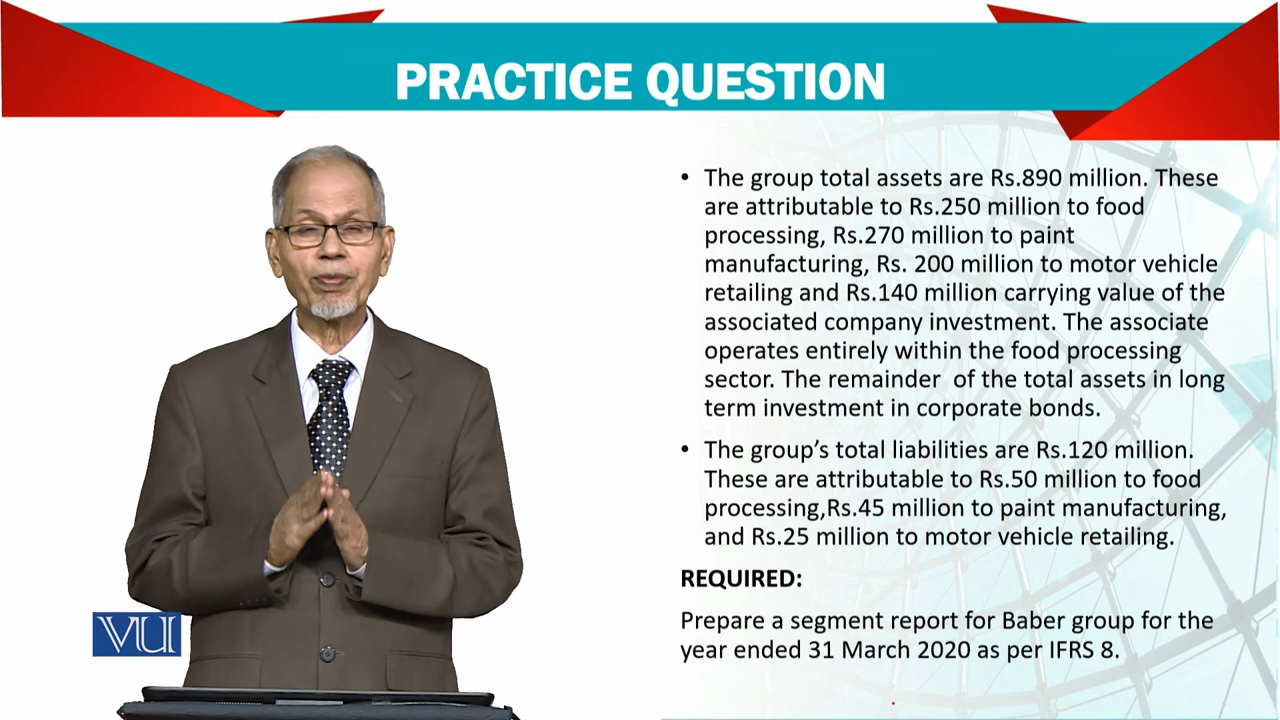 PRACTICE QUESTION
• The group total assets are Rs.890 million. These
are attributable to Rs.250 million to food
processing, Rs.270 million to paint
manufacturing, Rs. 200 million to motor vehicle
retailing and Rs.140 million carrying value of the
associated company investment. The associate
operates entirely within the food processing
sector. The remainder of the total assets in long
term investment in corporate bonds.
• The group's total liabilities are Rs.120 million.
These are attributable to Rs.50 million to food
processing,Rs.45 million to paint manufacturing,
and Rs.25 million to motor vehicle retailing.
REQUIRED:
Prepare a segment report for Baber group for the
year ended 31 March 2020 as per IFRS 8.
VU